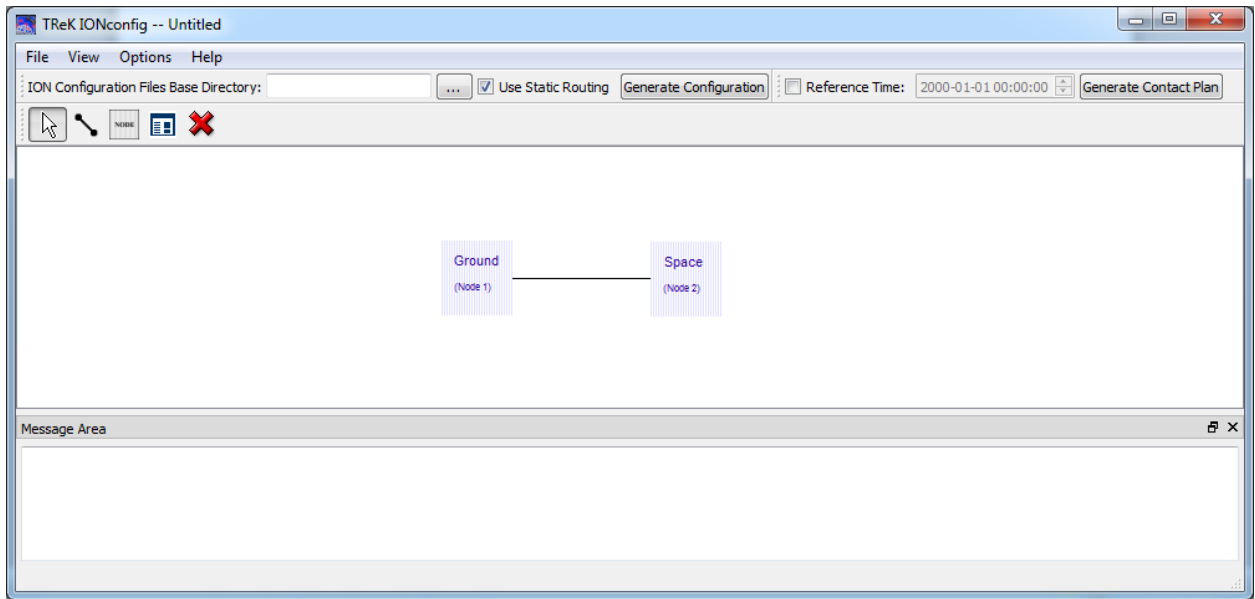 TReK IONconfig -- Untitled
File View Options Help
ION Configuration Files Base Directory: ... Use Static Routing Generate Configuration Reference Time: 2000-01-01 00:00:00 Generate Contact Plan
NODE
Ground Space
(Node 1) (Node 2)
Message Area